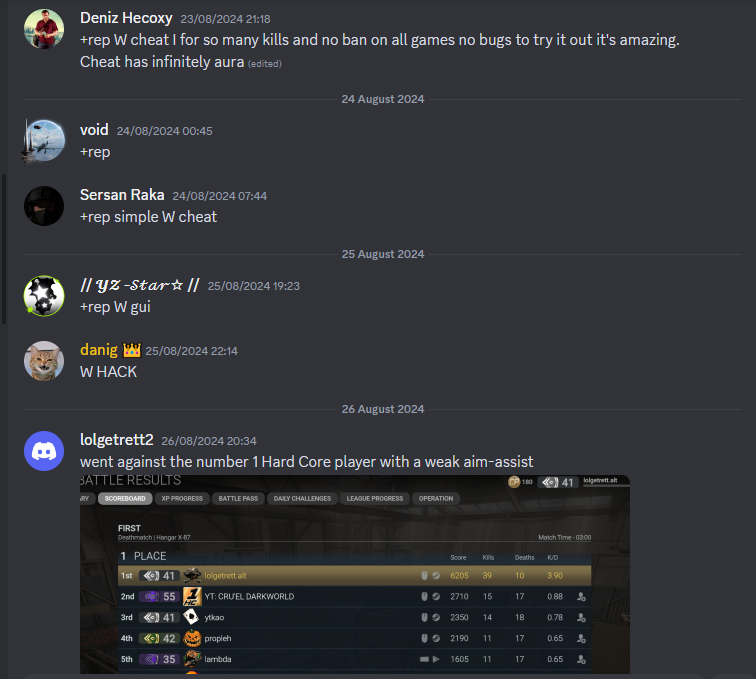 Deniz Hecoxy 23/08/2024 21:18
+rep W cheat I for so many kills and no ban on all games no bugs to try it out it's amazing.
Cheat has infinitely aura (edited)
24 August 2024
void 24/08/2024 00:45
+rep
Sersan Raka 24/08/2024 07:44
+rep simple W cheat
25 August 2024
// 𝓨𝓩 -𝓢𝓽𝓪𝓻☆ // 25/08/2024 19:23
+rep W gui
danig 👑 25/08/2024 22:14
W HACK
26 August 2024
lolgetrett2 26/08/2024 20:34
went against the number 1 Hard Core player with a weak aim-assist
BATTLE RESULTS CP 180 41 lolgetrett.alt
RY SCOREBOARD XP PROGRESS BATTLE PASS DAILY CHALLENGES LEAGUE PROGRESS OPERATION
FIRST
Deathmatch | Hangar X-87 Match Time - 03:00
1 PLACE Score Kills Deaths K/D
1st 41 lolgetrett.alt 6205 39 10 3.90
2nd 55 1 HC YT: CRU'EL DARKWORLD 2710 15 17 0.88
3rd 41 ytkao 2350 14 18 0.78
4th 42 propleh 2190 11 17 0.65
5th 35 lambda 1605 11 17 0.65